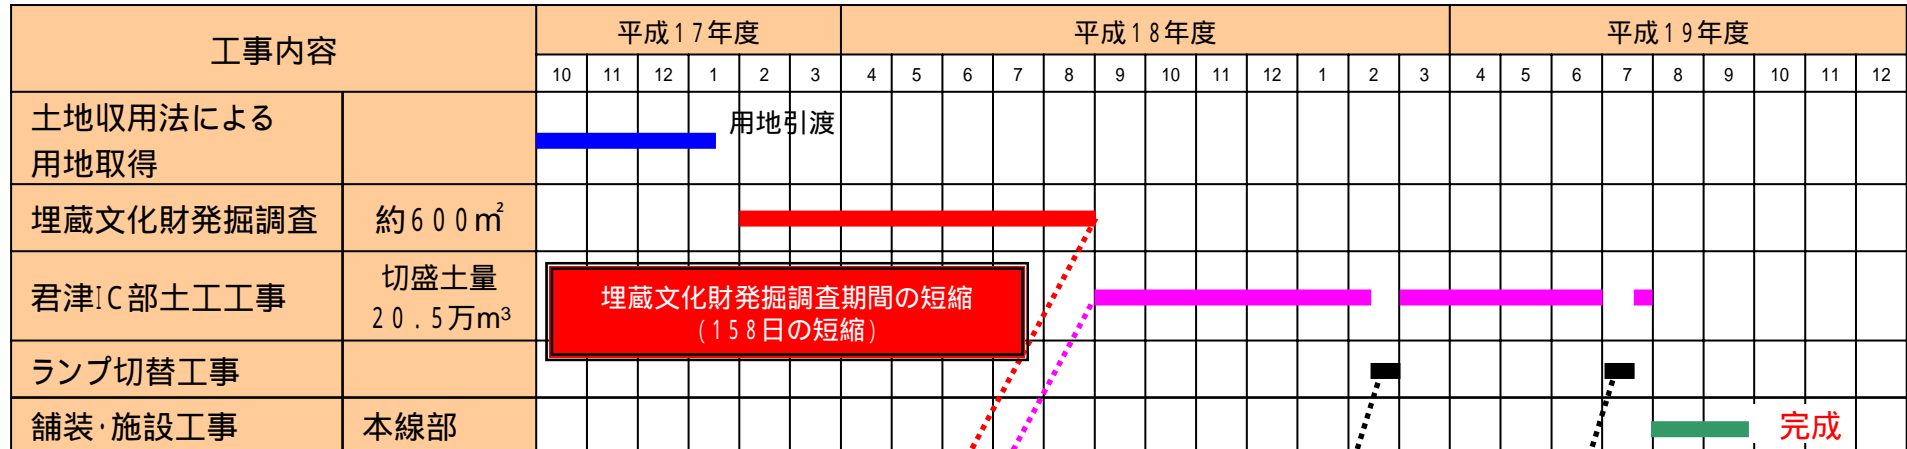 工事内容
平成17年度
平成18年度
平成19年度
10 11 12 1 2 3 4 5 6 7 8 9 10 11 12 1 2 3 4 5 6 7 8 9 10 11 12
土地収用法による
用地取得
用地引渡
埋蔵文化財発掘調査
約600㎡
君津IC部土工工事
切盛土量
20.5万m³
埋蔵文化財発掘調査期間の短縮
(158日の短縮)
ランプ切替工事
舗装・施設工事
本線部
完成